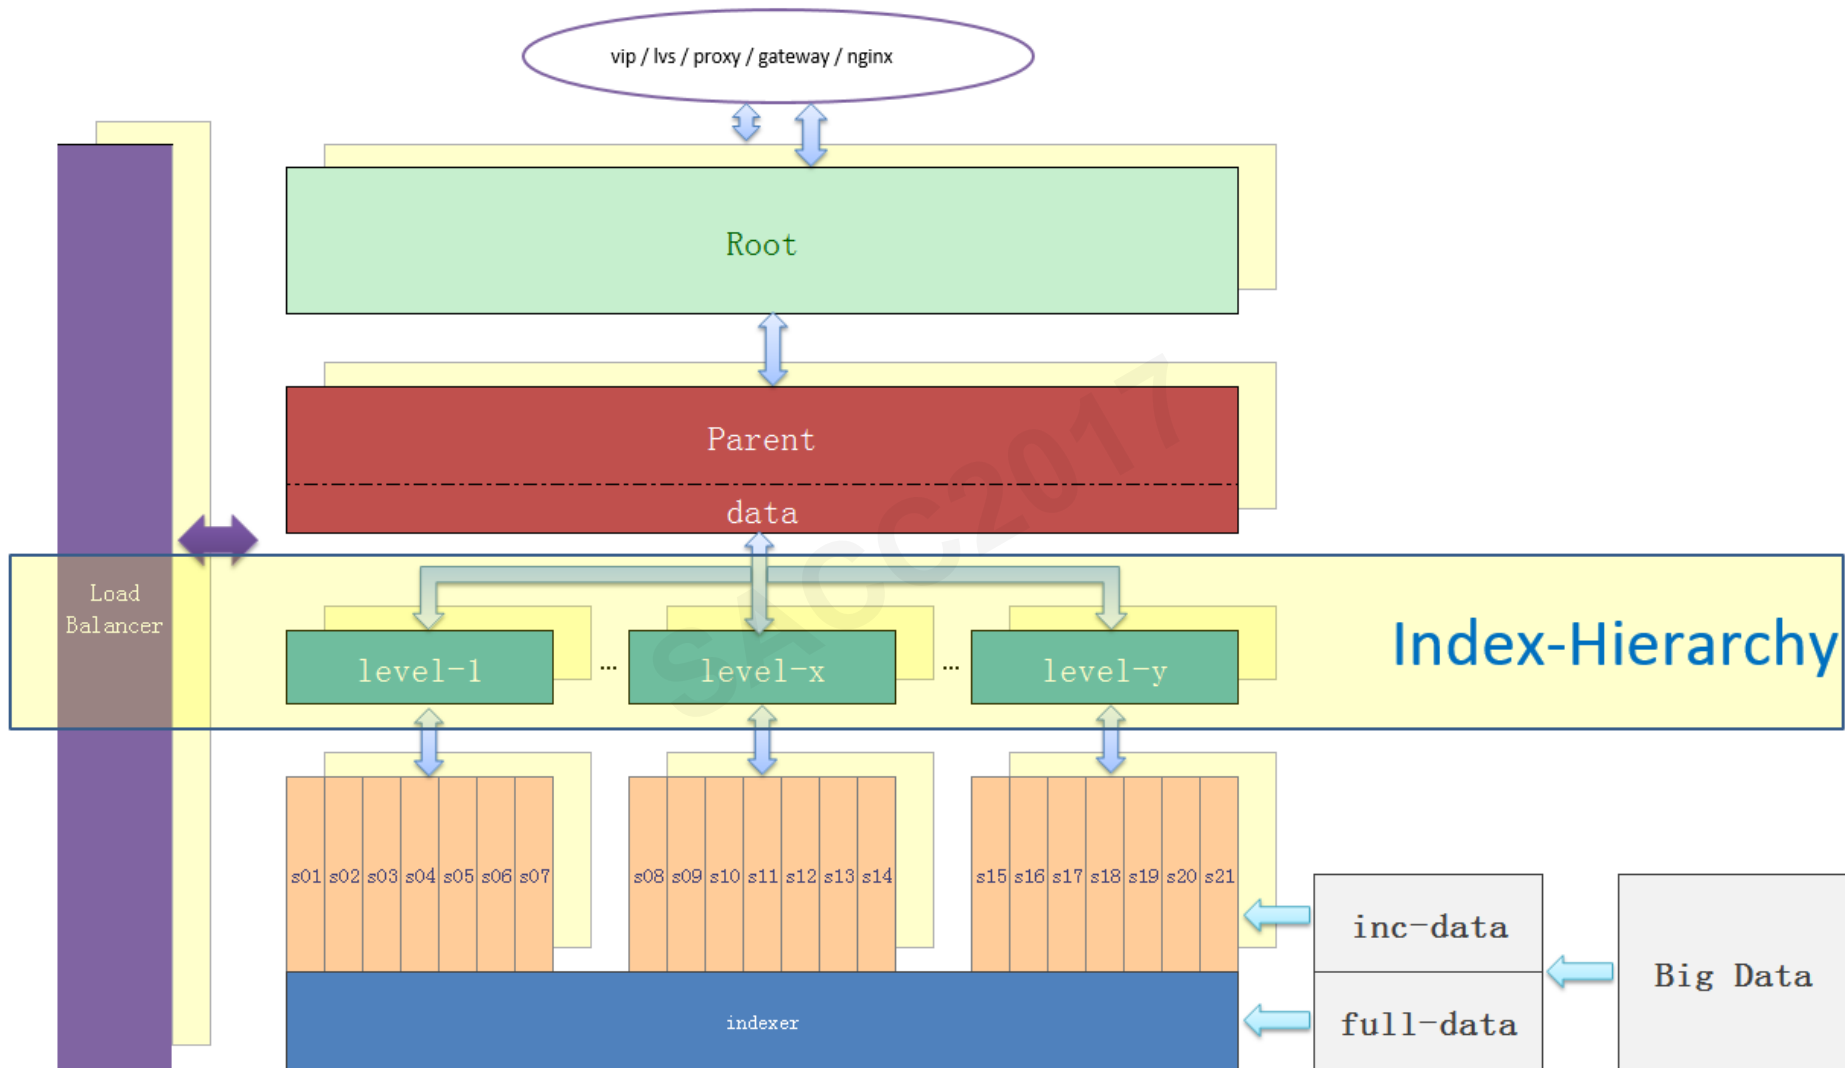 vip / lvs / proxy / gateway / nginx
Root
Parent
data
Load
Balancer
level-1
...
level-x
...
level-y
Index-Hierarchy
s01 s02 s03 s04 s05 s06 s07
s08 s09 s10 s11 s12 s13 s14
s15 s16 s17 s18 s19 s20 s21
inc-data
full-data
Big Data
indexer
SACC2017